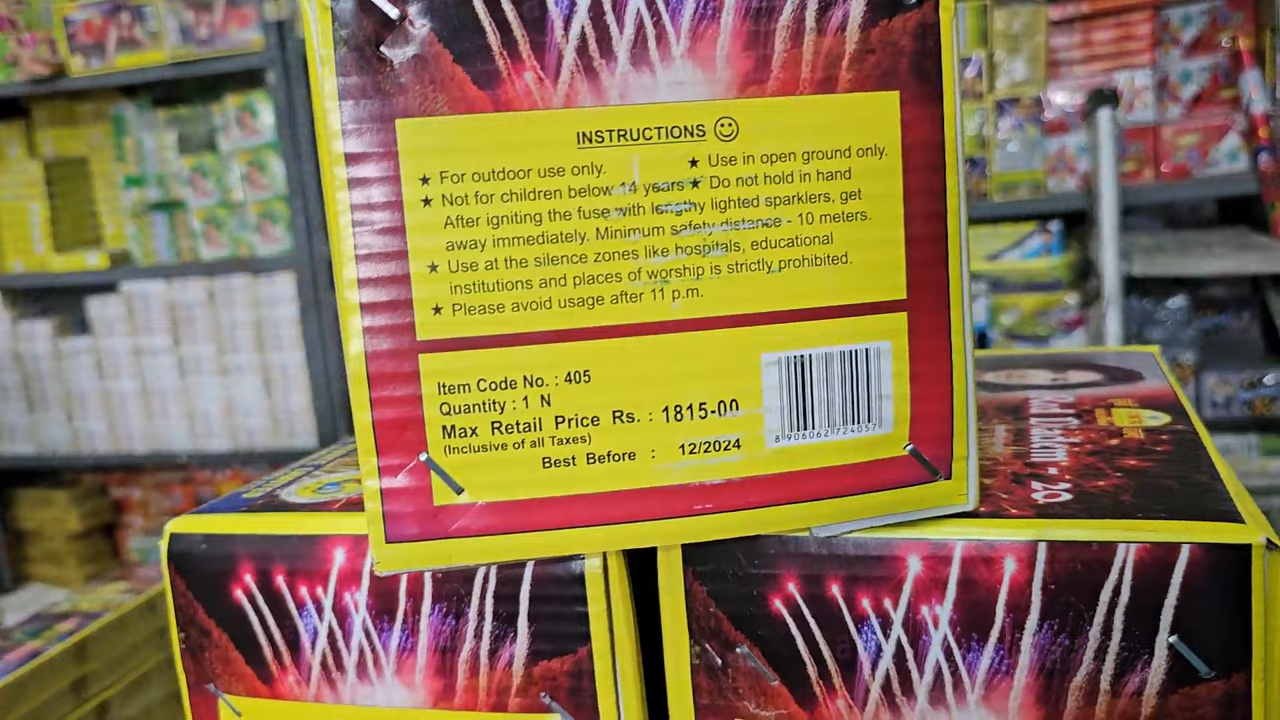 INSTRUCTIONS
★ For outdoor use only. ★ Use in open ground only.
★ Not for children below 14 years ★ Do not hold in hand
After igniting the fuse with lengthy lighted sparklers, get
away immediately. Minimum safety distance - 10 meters.
★ Use at the silence zones like hospitals, educational
institutions and places of worship is strictly prohibited.
★ Please avoid usage after 11 p.m.
Item Code No. : 405
Quantity : 1 N
Max Retail Price Rs. : 1815-00
(Inclusive of all Taxes)
Best Before : 12/2024
8 906062 724057
- 20